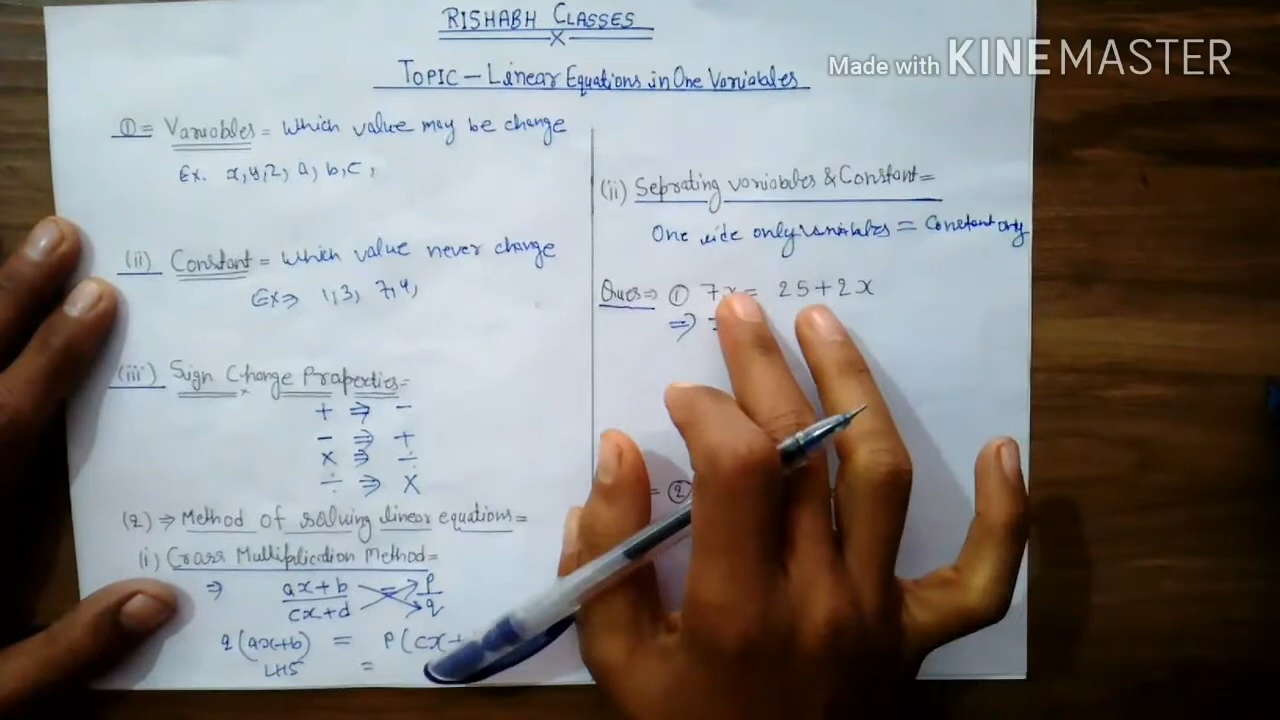 RISHABH CLASSES
X
Made with KINEMASTER
TOPIC - Linear Equations in One Variables
① = Variables = Which value may be change
Ex. x, y, z, a, b, c,
(ii) Constant = Which value never change
Ex ⇒ 1, 3, 7, 4,
(iii) Sign Change Properties =
+ ⇒ -
- ⇒ +
× ⇒ ÷
÷ ⇒ ×
(2) ⇒ Method of solving linear equations =
(i) Cross Multiplication Method =
⇒ ax+b = P
cx+d q
q(ax+b) = P(cx+
LHS =
(ii) Seprating variables & Constant =
One side only variables = Constant only
Ques ⇒ ① 7x = 25+2x
⇒
= ②